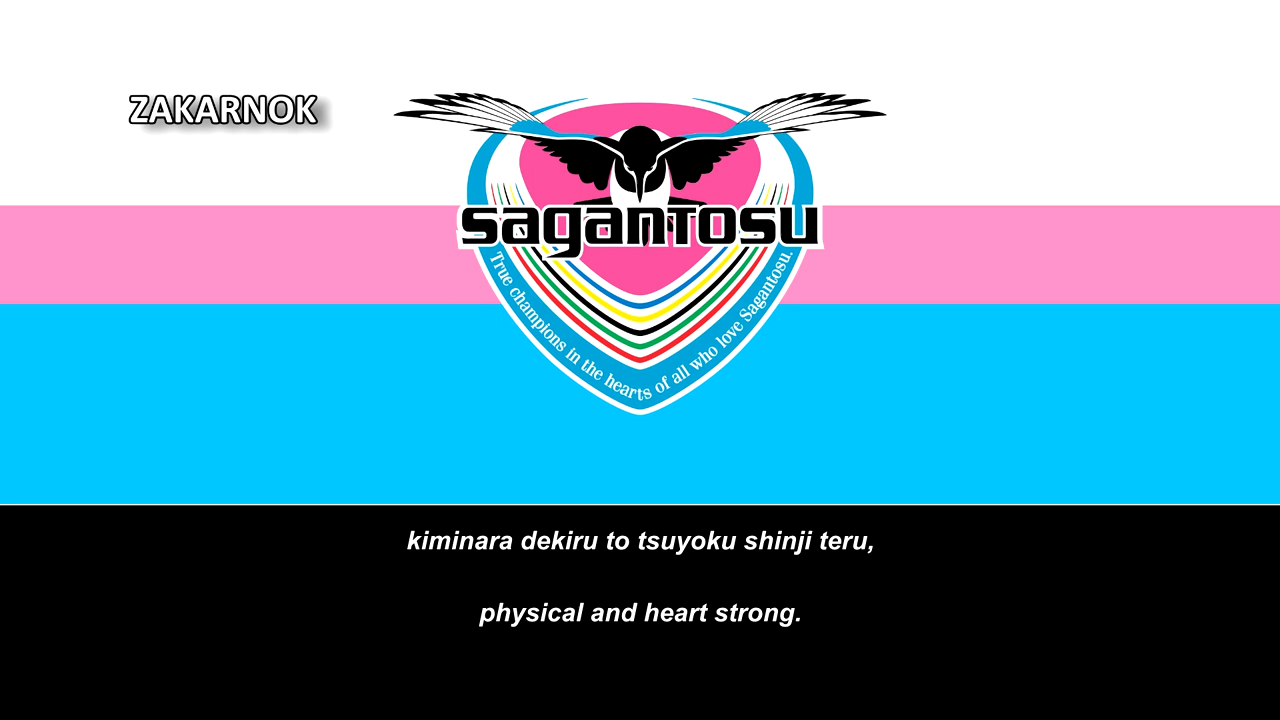 ZAKARNOK
sagantosu
True champions in the hearts of all who love Sagantosu.
kiminara dekiru to tsuyoku shinji teru,
physical and heart strong.